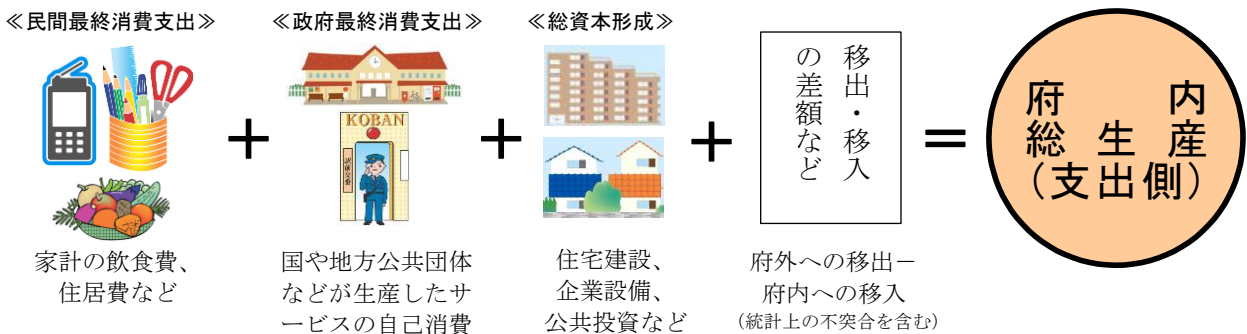 ≪民間最終消費支出≫
≪政府最終消費支出≫
≪総資本形成≫
移出・移入
の差額など
KOBAN
+
+
+
=
府内
総生産
(支出側)
家計の飲食費、
住居費など
国や地方公共団体
などが生産したサ
ービスの自己消費
住宅建設、
企業設備、
公共投資など
府外への移出－
府内への移入
(統計上の不突合を含む)